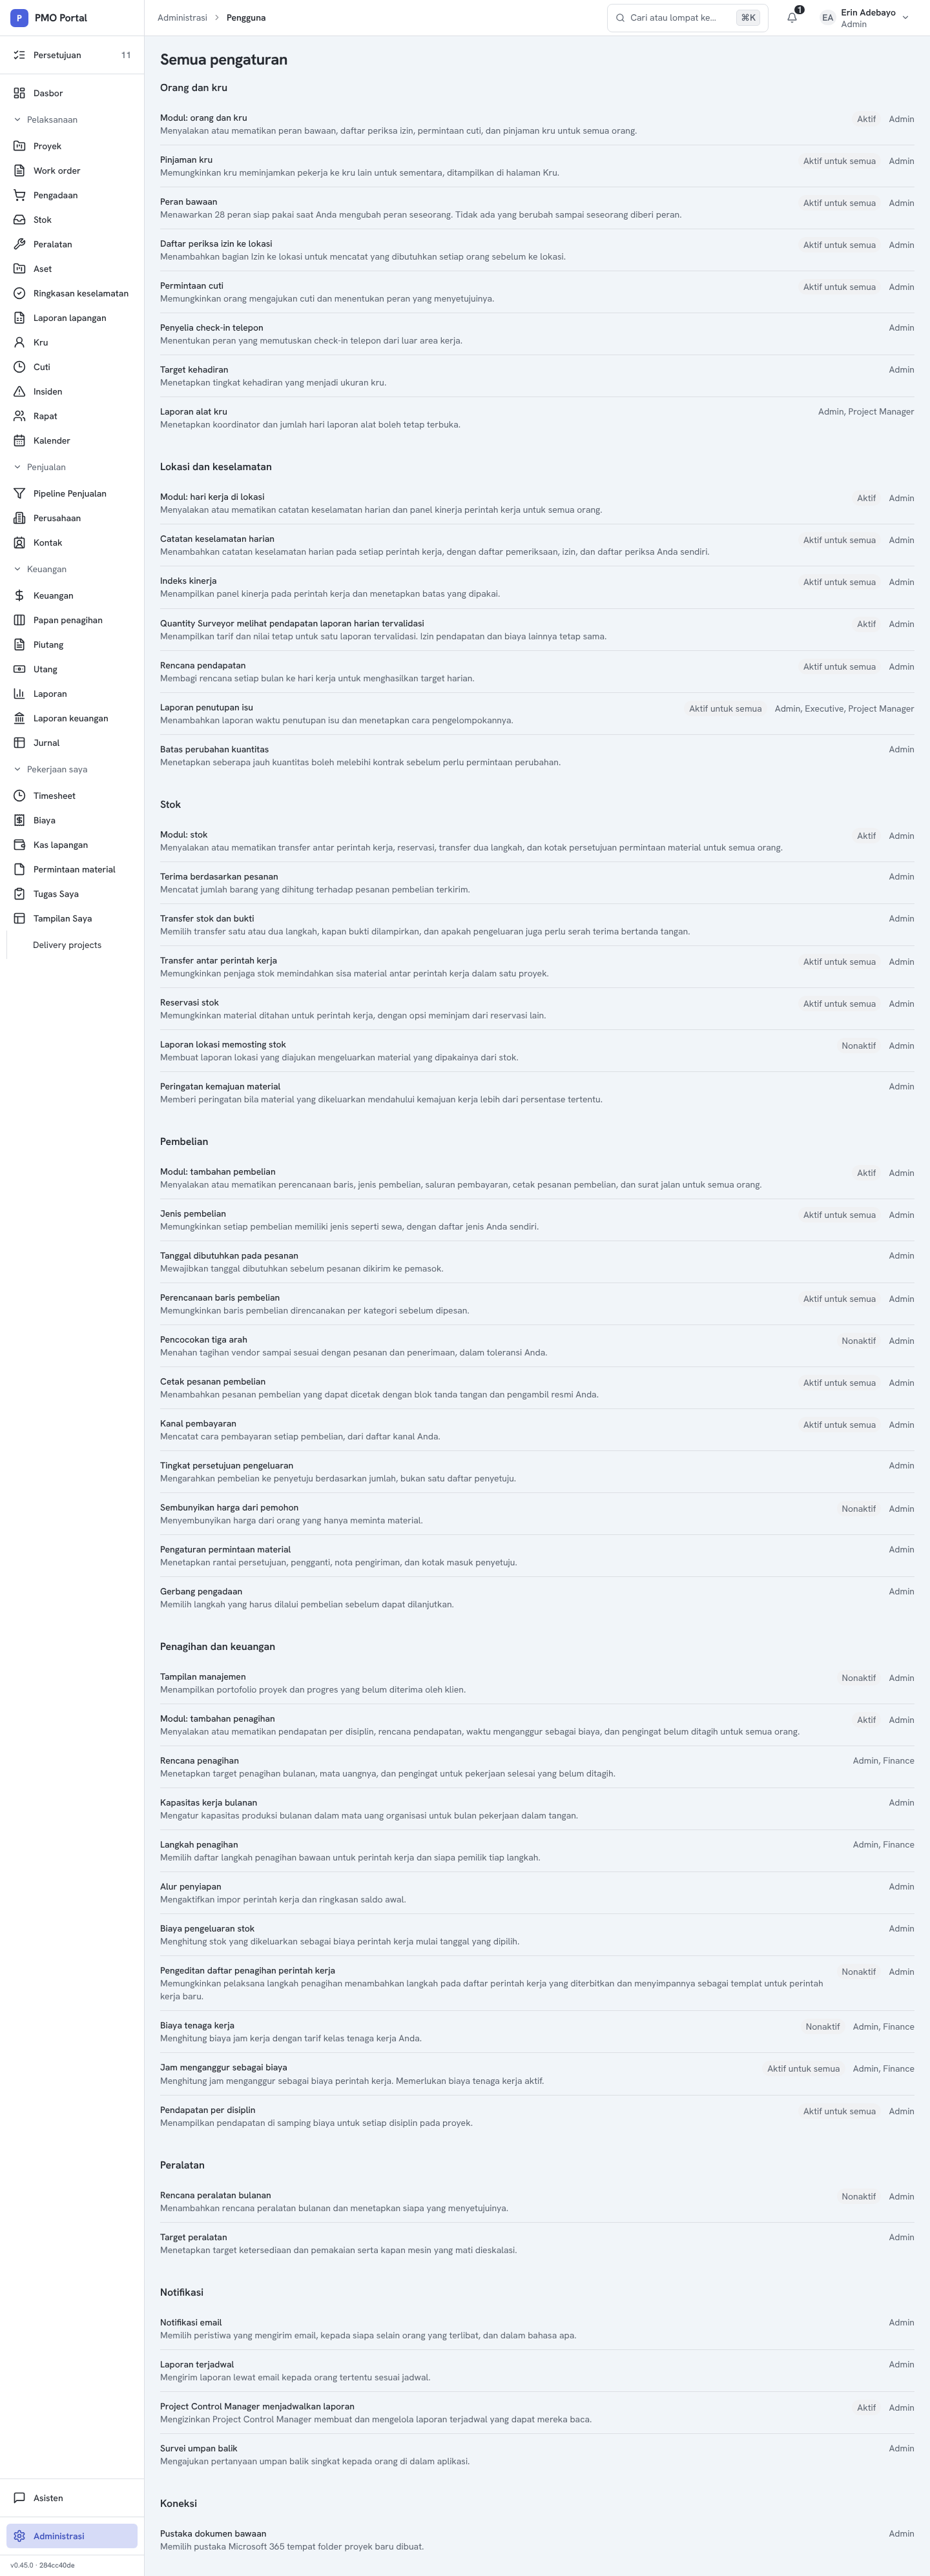 P PMO Portal
Administrasi > Pengguna
Cari atau lompat ke... ⌘K
1
EA Erin Adebayo
Admin
Persetujuan 11
Dasbor
Pelaksanaan
Proyek
Work order
Pengadaan
Stok
Peralatan
Aset
Ringkasan keselamatan
Laporan lapangan
Kru
Cuti
Insiden
Rapat
Kalender
Penjualan
Pipeline Penjualan
Perusahaan
Kontak
Keuangan
Keuangan
Papan penagihan
Piutang
Utang
Laporan
Laporan keuangan
Jurnal
Pekerjaan saya
Timesheet
Biaya
Kas lapangan
Permintaan material
Tugas Saya
Tampilan Saya
Delivery projects
Asisten
Administrasi
v0.45.0 · 284cc40de
Semua pengaturan
Orang dan kru
Modul: orang dan kru Aktif Admin
Menyalakan atau mematikan peran bawaan, daftar periksa izin, permintaan cuti, dan pinjaman kru untuk semua orang.
Pinjaman kru Aktif untuk semua Admin
Memungkinkan kru meminjamkan pekerja ke kru lain untuk sementara, ditampilkan di halaman Kru.
Peran bawaan Aktif untuk semua Admin
Menawarkan 28 peran siap pakai saat Anda mengubah peran seseorang. Tidak ada yang berubah sampai seseorang diberi peran.
Daftar periksa izin ke lokasi Aktif untuk semua Admin
Menambahkan bagian Izin ke lokasi untuk mencatat yang dibutuhkan setiap orang sebelum ke lokasi.
Permintaan cuti Aktif untuk semua Admin
Memungkinkan orang mengajukan cuti dan menentukan peran yang menyetujuinya.
Penyelia check-in telepon Admin
Menentukan peran yang memutuskan check-in telepon dari luar area kerja.
Target kehadiran Admin
Menetapkan tingkat kehadiran yang menjadi ukuran kru.
Laporan alat kru Admin, Project Manager
Menetapkan koordinator dan jumlah hari laporan alat boleh tetap terbuka.
Lokasi dan keselamatan
Modul: hari kerja di lokasi Aktif Admin
Menyalakan atau mematikan catatan keselamatan harian dan panel kinerja perintah kerja untuk semua orang.
Catatan keselamatan harian Aktif untuk semua Admin
Menambahkan catatan keselamatan harian pada setiap perintah kerja, dengan daftar pemeriksaan, izin, dan daftar periksa Anda sendiri.
Indeks kinerja Aktif untuk semua Admin
Menampilkan panel kinerja pada perintah kerja dan menetapkan batas yang dipakai.
Quantity Surveyor melihat pendapatan laporan harian tervalidasi Aktif Admin
Menampilkan tarif dan nilai tetap untuk satu laporan tervalidasi. Izin pendapatan dan biaya lainnya tetap sama.
Rencana pendapatan Aktif untuk semua Admin
Membagi rencana setiap bulan ke hari kerja untuk menghasilkan target harian.
Laporan penutupan isu Aktif untuk semua Admin, Executive, Project Manager
Menambahkan laporan waktu penutupan isu dan menetapkan cara pengelompokannya.
Batas perubahan kuantitas Admin
Menetapkan seberapa jauh kuantitas boleh melebihi kontrak sebelum perlu permintaan perubahan.
Stok
Modul: stok Aktif Admin
Menyalakan atau mematikan transfer antar perintah kerja, reservasi, transfer dua langkah, dan kotak persetujuan permintaan material untuk semua orang.
Terima berdasarkan pesanan Admin
Mencatat jumlah barang yang dihitung terhadap pesanan pembelian terkirim.
Transfer stok dan bukti Admin
Memilih transfer satu atau dua langkah, kapan bukti dilampirkan, dan apakah pengeluaran juga perlu serah terima bertanda tangan.
Transfer antar perintah kerja Aktif untuk semua Admin
Memungkinkan penjaga stok memindahkan sisa material antar perintah kerja dalam satu proyek.
Reservasi stok Aktif untuk semua Admin
Memungkinkan material ditahan untuk perintah kerja, dengan opsi meminjam dari reservasi lain.
Laporan lokasi memosting stok Nonaktif Admin
Membuat laporan lokasi yang diajukan mengeluarkan material yang dipakainya dari stok.
Peringatan kemajuan material Admin
Memberi peringatan bila material yang dikeluarkan mendahului kemajuan kerja lebih dari persentase tertentu.
Pembelian
Modul: tambahan pembelian Aktif Admin
Menyalakan atau mematikan perencanaan baris, jenis pembelian, saluran pembayaran, cetak pesanan pembelian, dan surat jalan untuk semua orang.
Jenis pembelian Aktif untuk semua Admin
Memungkinkan setiap pembelian memiliki jenis seperti sewa, dengan daftar jenis Anda sendiri.
Tanggal dibutuhkan pada pesanan Admin
Mewajibkan tanggal dibutuhkan sebelum pesanan dikirim ke pemasok.
Perencanaan baris pembelian Aktif untuk semua Admin
Memungkinkan baris pembelian direncanakan per kategori sebelum dipesan.
Pencocokan tiga arah Nonaktif Admin
Menahan tagihan vendor sampai sesuai dengan pesanan dan penerimaan, dalam toleransi Anda.
Cetak pesanan pembelian Aktif untuk semua Admin
Menambahkan pesanan pembelian yang dapat dicetak dengan blok tanda tangan dan pengambil resmi Anda.
Kanal pembayaran Aktif untuk semua Admin
Mencatat cara pembayaran setiap pembelian, dari daftar kanal Anda.
Tingkat persetujuan pengeluaran Admin
Mengarahkan pembelian ke penyetuju berdasarkan jumlah, bukan satu daftar penyetuju.
Sembunyikan harga dari pemohon Nonaktif Admin
Menyembunyikan harga dari orang yang hanya meminta material.
Pengaturan permintaan material Admin
Menetapkan rantai persetujuan, pengganti, nota pengiriman, dan kotak masuk penyetuju.
Gerbang pengadaan Admin
Memilih langkah yang harus dilalui pembelian sebelum dapat dilanjutkan.
Penagihan dan keuangan
Tampilan manajemen Nonaktif Admin
Menampilkan portofolio proyek dan progres yang belum diterima oleh klien.
Modul: tambahan penagihan Aktif Admin
Menyalakan atau mematikan pendapatan per disiplin, rencana pendapatan, waktu menganggur sebagai biaya, dan pengingat belum ditagih untuk semua orang.
Rencana penagihan Admin, Finance
Menetapkan target penagihan bulanan, mata uangnya, dan pengingat untuk pekerjaan selesai yang belum ditagih.
Kapasitas kerja bulanan Admin
Mengatur kapasitas produksi bulanan dalam mata uang organisasi untuk bulan pekerjaan dalam tangan.
Langkah penagihan Admin, Finance
Memilih daftar langkah penagihan bawaan untuk perintah kerja dan siapa pemilik tiap langkah.
Alur penyiapan Admin
Mengaktifkan impor perintah kerja dan ringkasan saldo awal.
Biaya pengeluaran stok Admin
Menghitung stok yang dikeluarkan sebagai biaya perintah kerja mulai tanggal yang dipilih.
Pengeditan daftar penagihan perintah kerja Nonaktif Admin
Memungkinkan pelaksana langkah penagihan menambahkan langkah pada daftar perintah kerja yang diterbitkan dan menyimpannya sebagai templat untuk perintah
kerja baru.
Biaya tenaga kerja Nonaktif Admin, Finance
Menghitung biaya jam kerja dengan tarif kelas tenaga kerja Anda.
Jam menganggur sebagai biaya Aktif untuk semua Admin, Finance
Menghitung jam menganggur sebagai biaya perintah kerja. Memerlukan biaya tenaga kerja aktif.
Pendapatan per disiplin Aktif untuk semua Admin
Menampilkan pendapatan di samping biaya untuk setiap disiplin pada proyek.
Peralatan
Rencana peralatan bulanan Nonaktif Admin
Menambahkan rencana peralatan bulanan dan menetapkan siapa yang menyetujuinya.
Target peralatan Admin
Menetapkan target ketersediaan dan pemakaian serta kapan mesin yang mati dieskalasi.
Notifikasi
Notifikasi email Admin
Memilih peristiwa yang mengirim email, kepada siapa selain orang yang terlibat, dan dalam bahasa apa.
Laporan terjadwal Admin
Mengirim laporan lewat email kepada orang tertentu sesuai jadwal.
Project Control Manager menjadwalkan laporan Aktif Admin
Mengizinkan Project Control Manager membuat dan mengelola laporan terjadwal yang dapat mereka baca.
Survei umpan balik Admin
Mengajukan pertanyaan umpan balik singkat kepada orang di dalam aplikasi.
Koneksi
Pustaka dokumen bawaan Admin
Memilih pustaka Microsoft 365 tempat folder proyek baru dibuat.